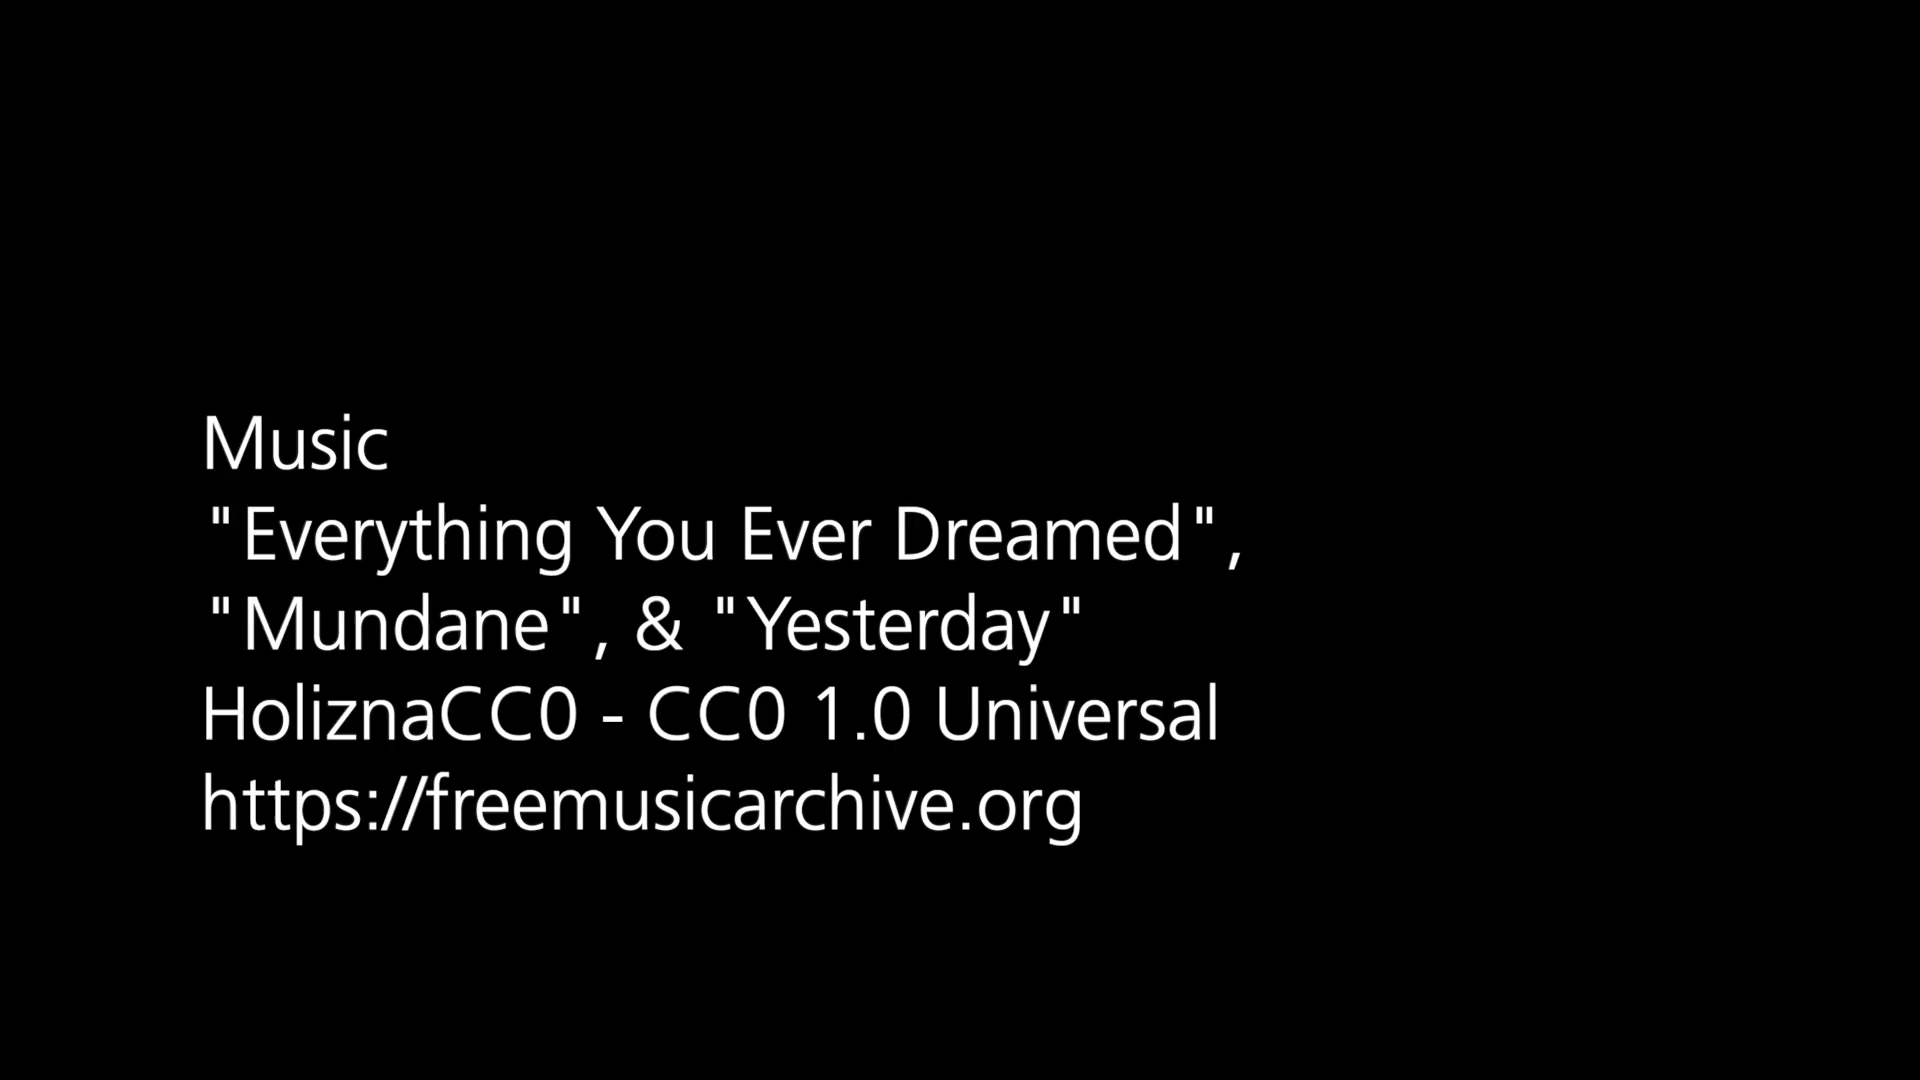 Music
"Everything You Ever Dreamed",
"Mundane", & "Yesterday"
HoliznaCC0 - CC0 1.0 Universal
https://freemusicarchive.org